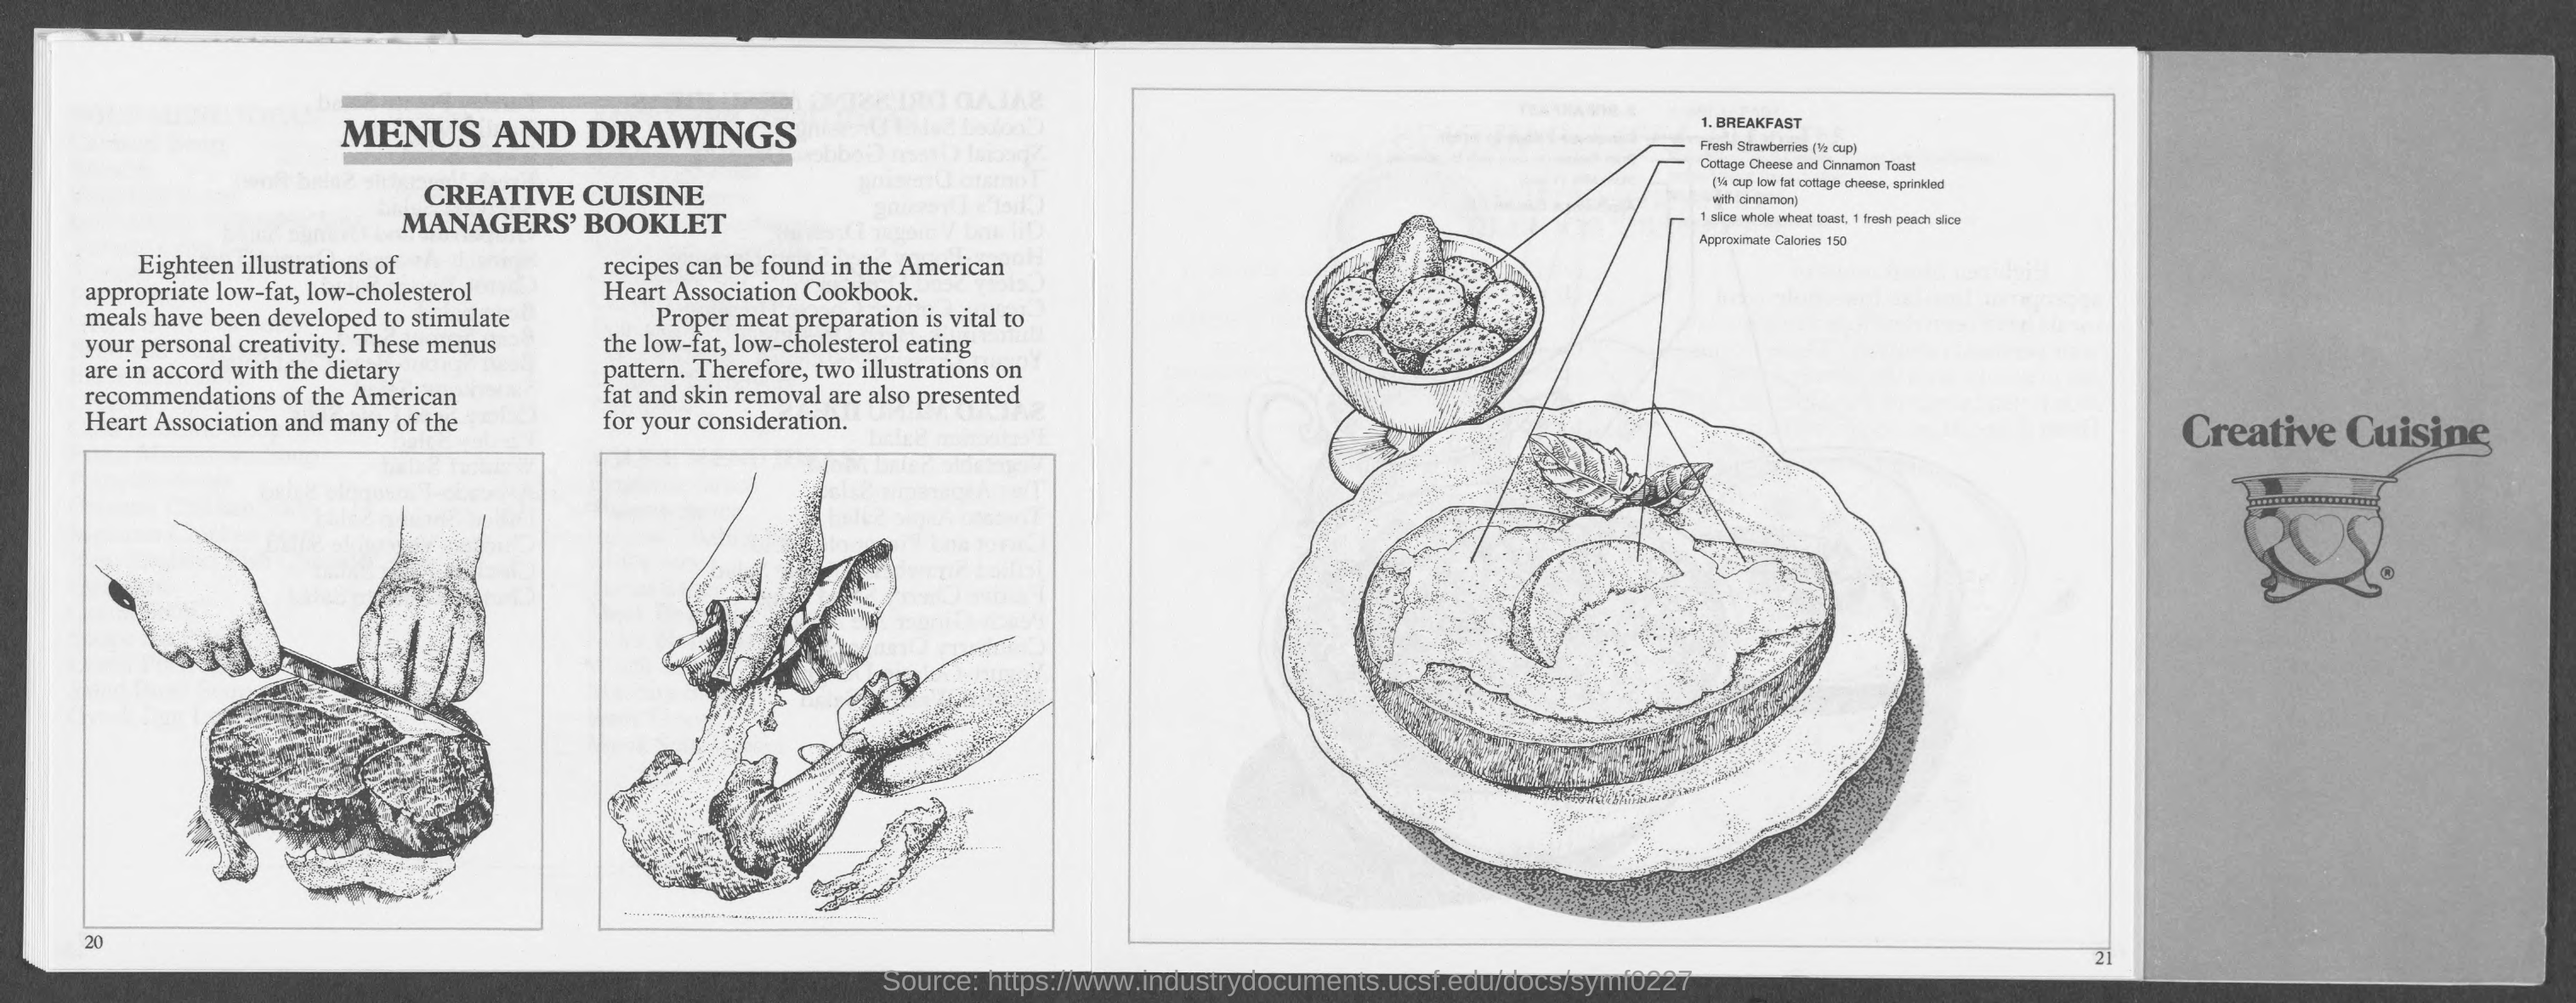 MENUS AND DRAWINGS
CREATIVE CUISINE
MANAGERS' BOOKLET
Eighteen illustrations of
appropriate low-fat, low-cholesterol
meals have been developed to stimulate
your personal creativity. These menus
are in accord with the dietary
recommendations of the American
Heart Association and many of the
recipes can be found in the American
Heart Association Cookbook.
Proper meat preparation is vital to
the low-fat, low-cholesterol eating
pattern. Therefore, two illustrations on
fat and skin removal are also presented
for your consideration.
20
1. BREAKFAST
Fresh Strawberries (½ cup)
Cottage Cheese and Cinnamon Toast
(¼ cup low fat cottage cheese, sprinkled
with cinnamon)
1 slice whole wheat toast, 1 fresh peach slice
Approximate Calories 150
21
Creative Cuisine
®
Source: https://www.industrydocuments.ucsf.edu/docs/symf0227